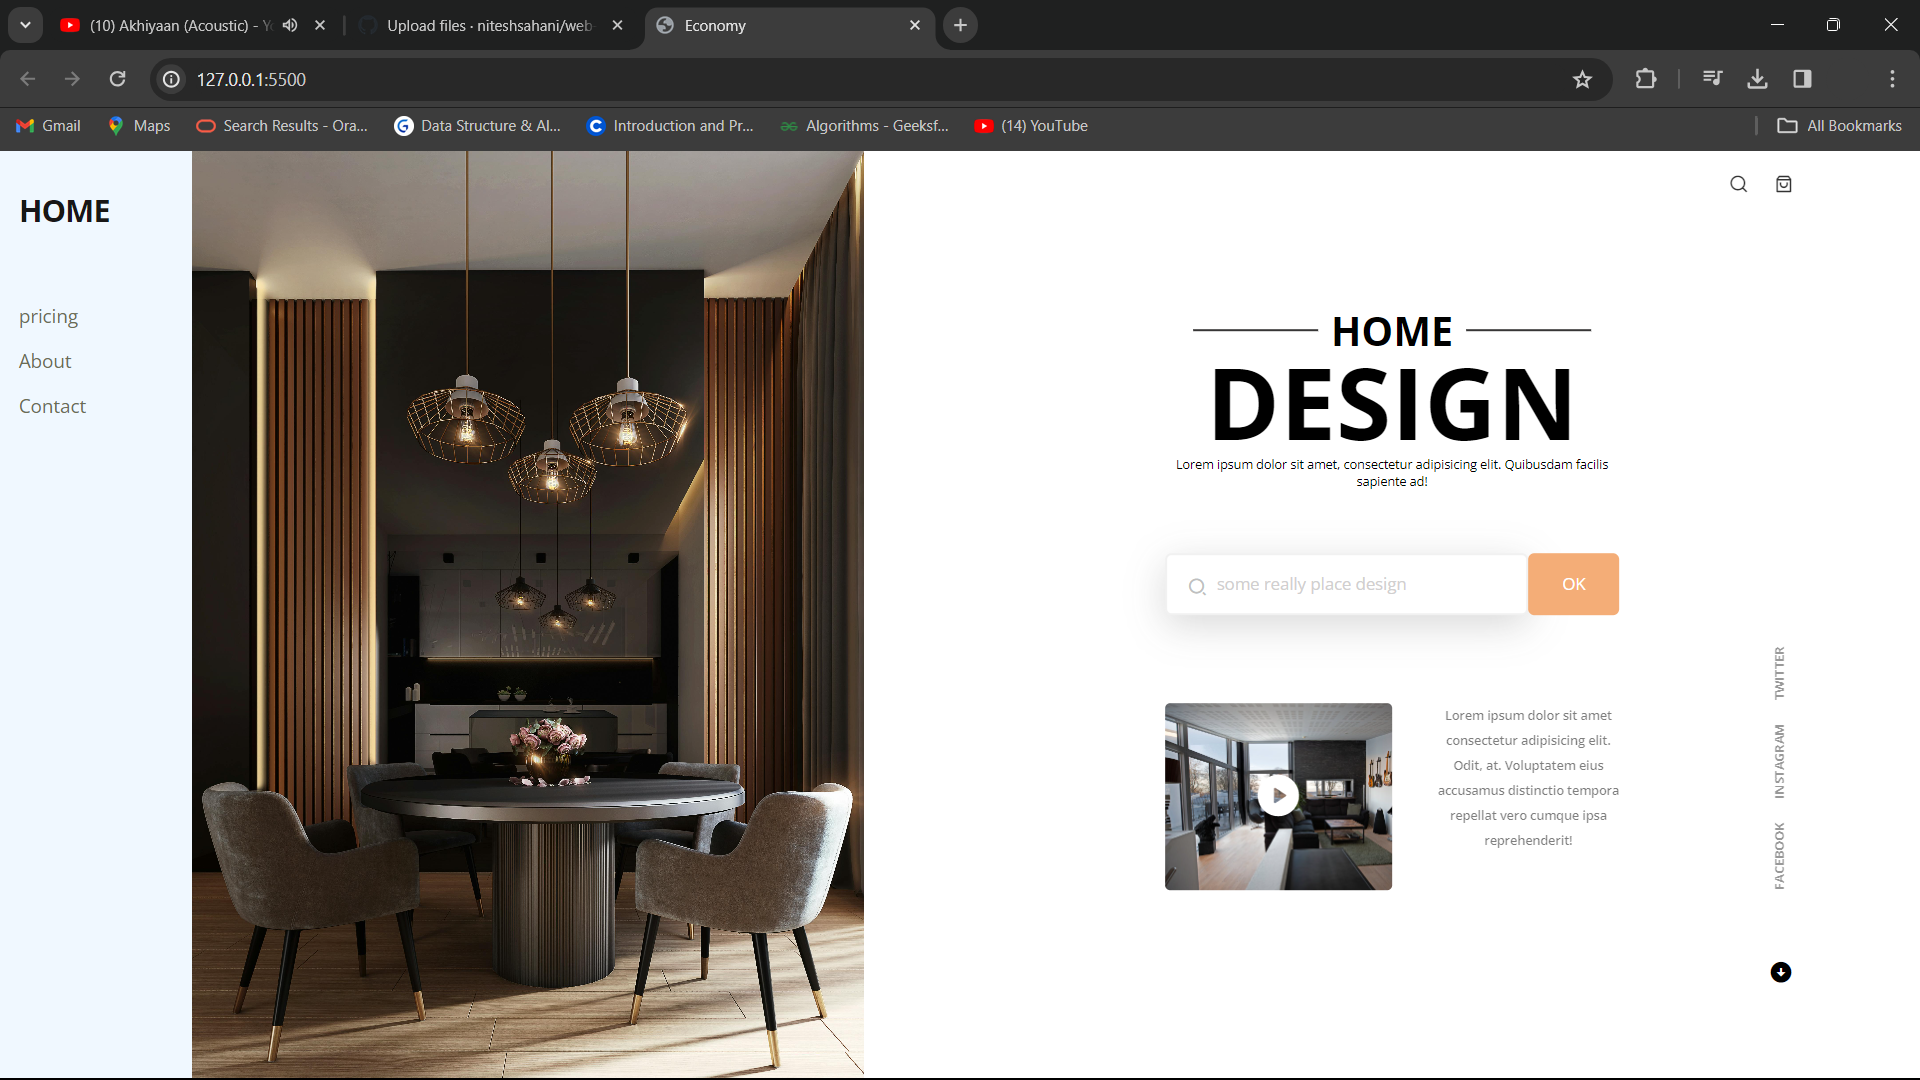 (10) Akhiyaan (Acoustic) -
Upload files · niteshsahani/web-
Economy
127.0.0.1:5500
Gmail
Maps
Search Results - Ora...
Data Structure & Al...
Introduction and Pr...
Algorithms - Geeksf...
(14) YouTube
All Bookmarks
HOME
pricing
About
Contact
HOME
DESIGN
Lorem ipsum dolor sit amet, consectetur adipisicing elit. Quibusdam facilis
sapiente ad!
some really place design
OK
Lorem ipsum dolor sit amet
consectetur adipisicing elit.
Odit, at. Voluptatem eius
accusamus distinctio tempora
repellat vero cumque ipsa
reprehenderit!
TWITTER
INSTAGRAM
FACEBOOK